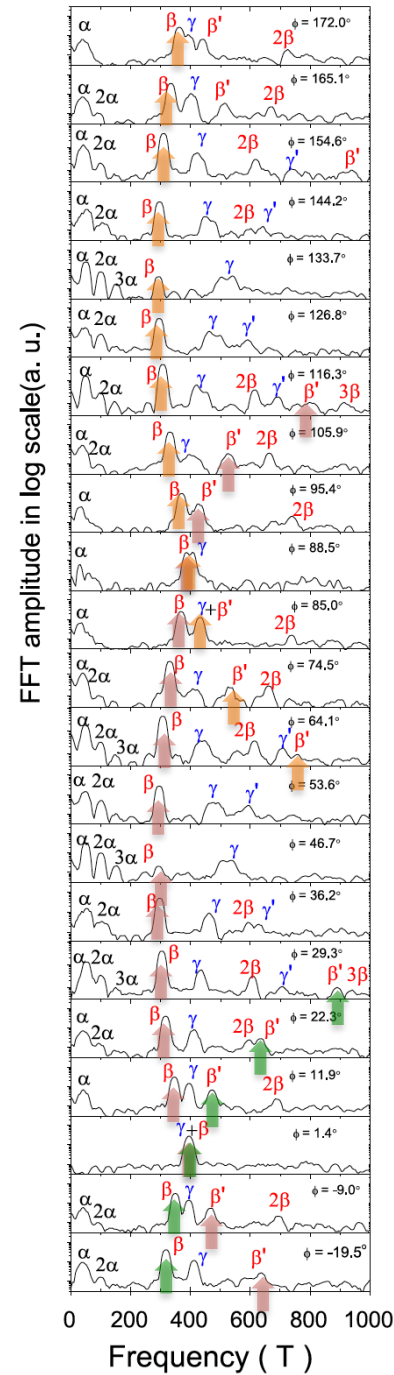 α β γ β' 2β ϕ = 172.0°
α 2α β γ β' 2β ϕ = 165.1°
α 2α β γ 2β γ' β' ϕ = 154.6°
α 2α β γ 2β γ' ϕ = 144.2°
α 2α 3α β γ ϕ = 133.7°
α 2α β γ γ' ϕ = 126.8°
α 2α β γ 2β γ' β' 3β ϕ = 116.3°
α 2α β γ β' 2β ϕ = 105.9°
α β β' 2β ϕ = 95.4°
β γ ϕ = 88.5°
α β γ+β' 2β ϕ = 85.0°
α 2α β γ β' 2β ϕ = 74.5°
α 2α 3α β γ 2β γ' β' ϕ = 64.1°
α 2α β γ γ' ϕ = 53.6°
α 2α 3α β γ ϕ = 46.7°
α 2α β γ 2β γ' ϕ = 36.2°
α 2α 3α β γ 2β γ' β' 3β ϕ = 29.3°
α 2α β γ 2β β' ϕ = 22.3°
α β γ β' 2β ϕ = 11.9°
γ+β ϕ = 1.4°
α 2α β γ β' 2β ϕ = -9.0°
α 2α β γ β' ϕ = -19.5°
FFT amplitude in log scale(a. u.)
0 200 400 600 800 1000
Frequency ( T )